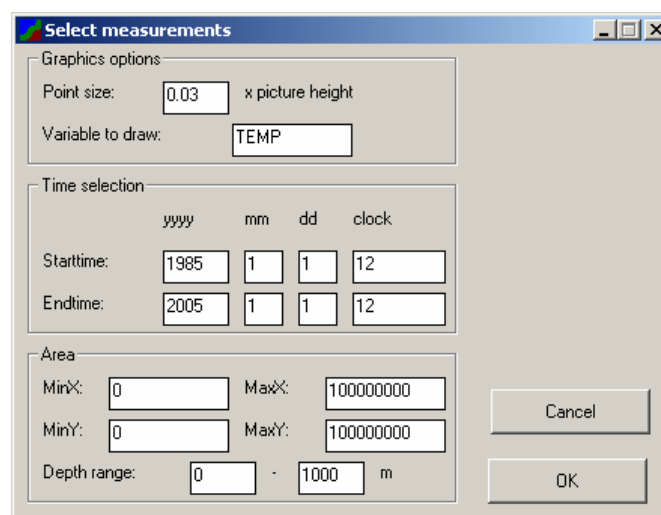 Select measurements
Graphics options
Point size: 0.03 x picture height
Variable to draw: TEMP
Time selection
yyyy mm dd clock
Starttime: 1985 1 1 12
Endtime: 2005 1 1 12
Area
MinX: 0 MaxX: 100000000
MinY: 0 MaxY: 100000000
Cancel
Depth range: 0 - 1000 m
OK